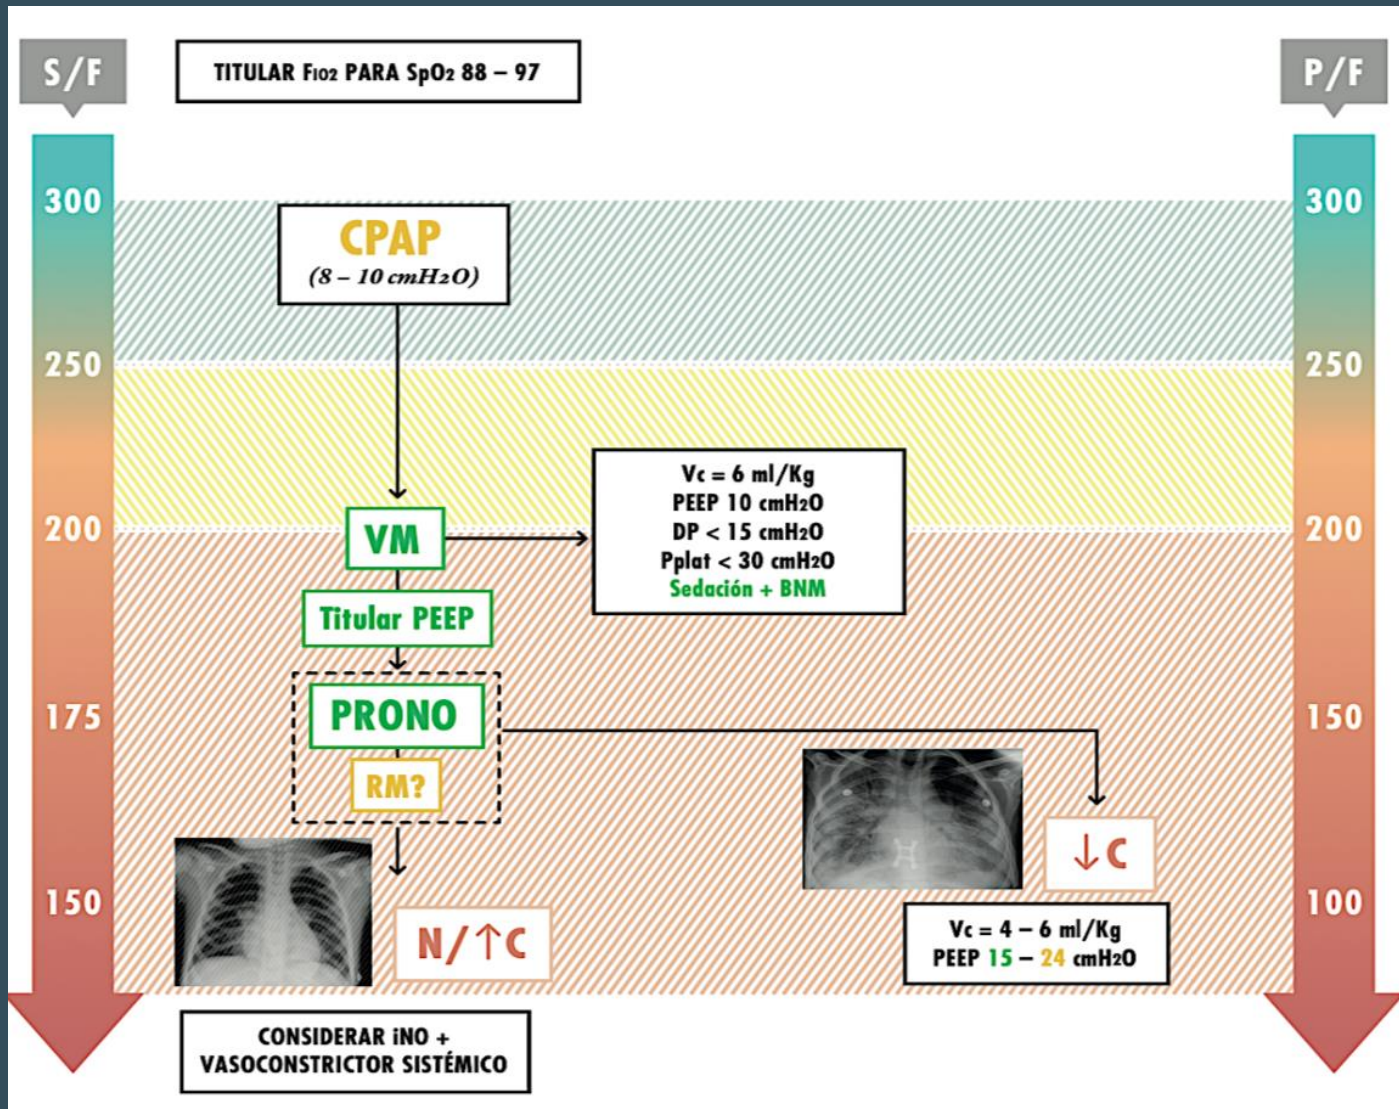 S/F
TITULAR FIO2 PARA SpO2 88 – 97
P/F
300
300
CPAP
(8 – 10 cmH2O)
250
250
Vc = 6 ml/Kg
PEEP 10 cmH2O
DP < 15 cmH2O
Pplat < 30 cmH2O
Sedación + BNM
200
VM
200
Titular PEEP
175
PRONO
150
RM?
↓C
150
N/↑C
100
Vc = 4 – 6 ml/Kg
PEEP 15 – 24 cmH2O
CONSIDERAR iNO +
VASOCONSTRICTOR SISTÉMICO